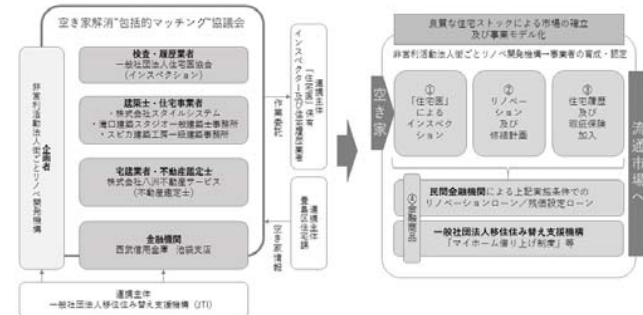 空き家解消"包括的マッチング"協議会
企画者
非営利活動法人街ごとリノベ開発機構
検査・履歴業者
一般社団法人住宅医協会
(インスペクション)
建築士・住宅事業者
・株式会社スタイルシステム
・滝口建築スタジオ一般建築士事務所
・スピカ建築工房一級建築事務所
宅建業者・不動産鑑定士
株式会社八洲不動産サービス
(不動産鑑定士)
金融機関
西武信用金庫 池袋支店
連携主体
一般社団法人移住住み替え支援機構(JTI)
作業委託
連携主体
「住宅医」保有
インスペクター及び住宅履歴業者
空き家情報
連携主体
豊島区住宅課
良質な住宅ストックによる市場の確立
及び事業モデル化
非営利活動法人街ごとリノベ開発機構→事業者の育成・認定
空き家
①
「住宅医」
による
インスペ
クション
②
リノベー
ション
及び
修繕計画
③
住宅履歴
及び
瑕疵保険
加入
④金融商品
民間金融機関による上記実施条件での
リノベーションローン/残価設定ローン
一般社団法人移住住み替え支援機構
「マイホーム借り上げ制度」等
流通市場へ